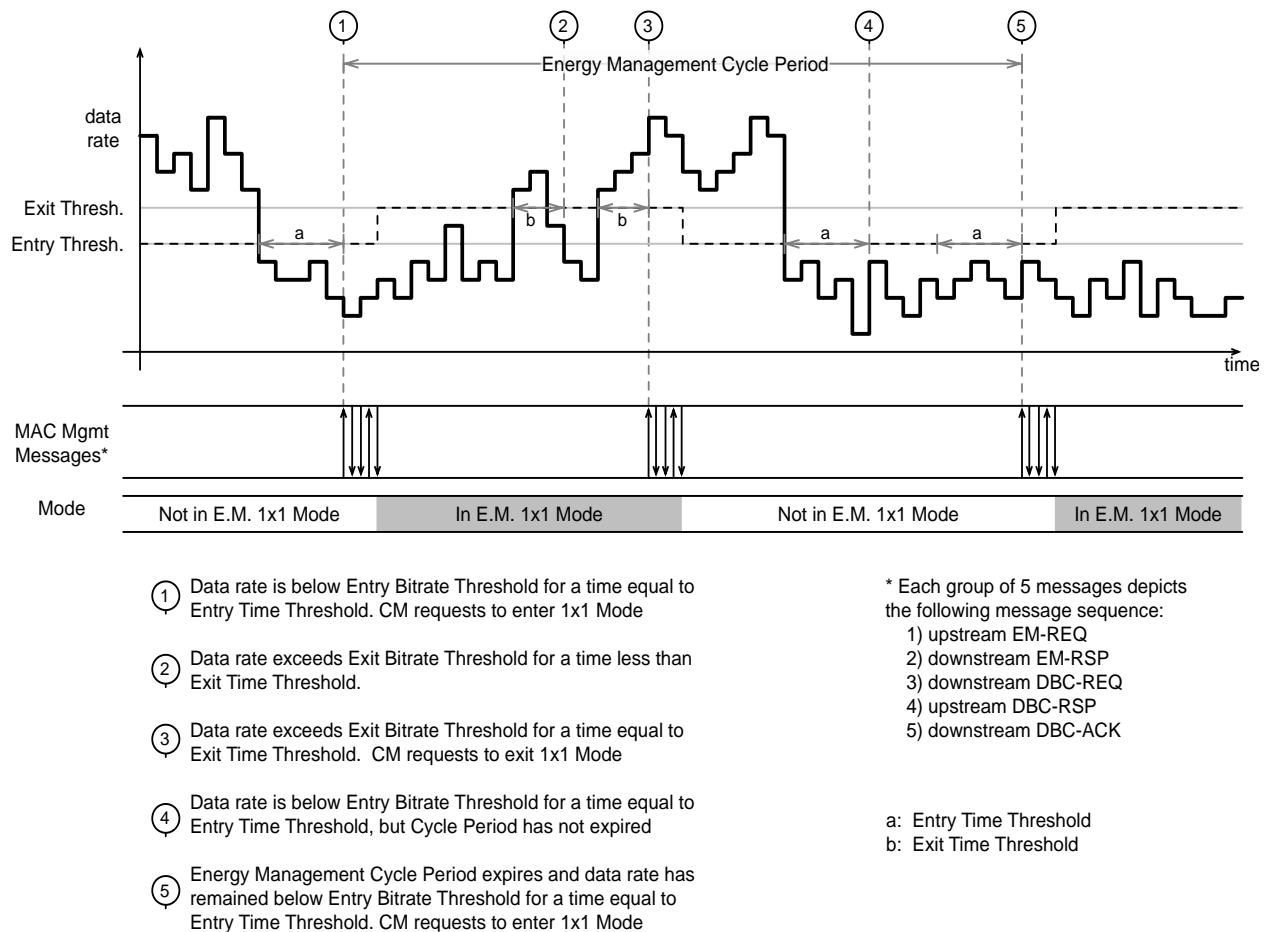 1 2 3 4 5
Energy Management Cycle Period
data
rate
Exit Thresh.
b b
Entry Thresh.
a a a
time
MAC Mgmt
Messages*
Mode
Not in E.M. 1x1 Mode In E.M. 1x1 Mode Not in E.M. 1x1 Mode In E.M. 1x1 Mode
1 Data rate is below Entry Bitrate Threshold for a time equal to
Entry Time Threshold. CM requests to enter 1x1 Mode
2 Data rate exceeds Exit Bitrate Threshold for a time less than
Exit Time Threshold.
3 Data rate exceeds Exit Bitrate Threshold for a time equal to
Exit Time Threshold. CM requests to exit 1x1 Mode
4 Data rate is below Entry Bitrate Threshold for a time equal to
Entry Time Threshold, but Cycle Period has not expired
5 Energy Management Cycle Period expires and data rate has
remained below Entry Bitrate Threshold for a time equal to
Entry Time Threshold. CM requests to enter 1x1 Mode
* Each group of 5 messages depicts
the following message sequence:
1) upstream EM-REQ
2) downstream EM-RSP
3) downstream DBC-REQ
4) upstream DBC-RSP
5) downstream DBC-ACK
a: Entry Time Threshold
b: Exit Time Threshold